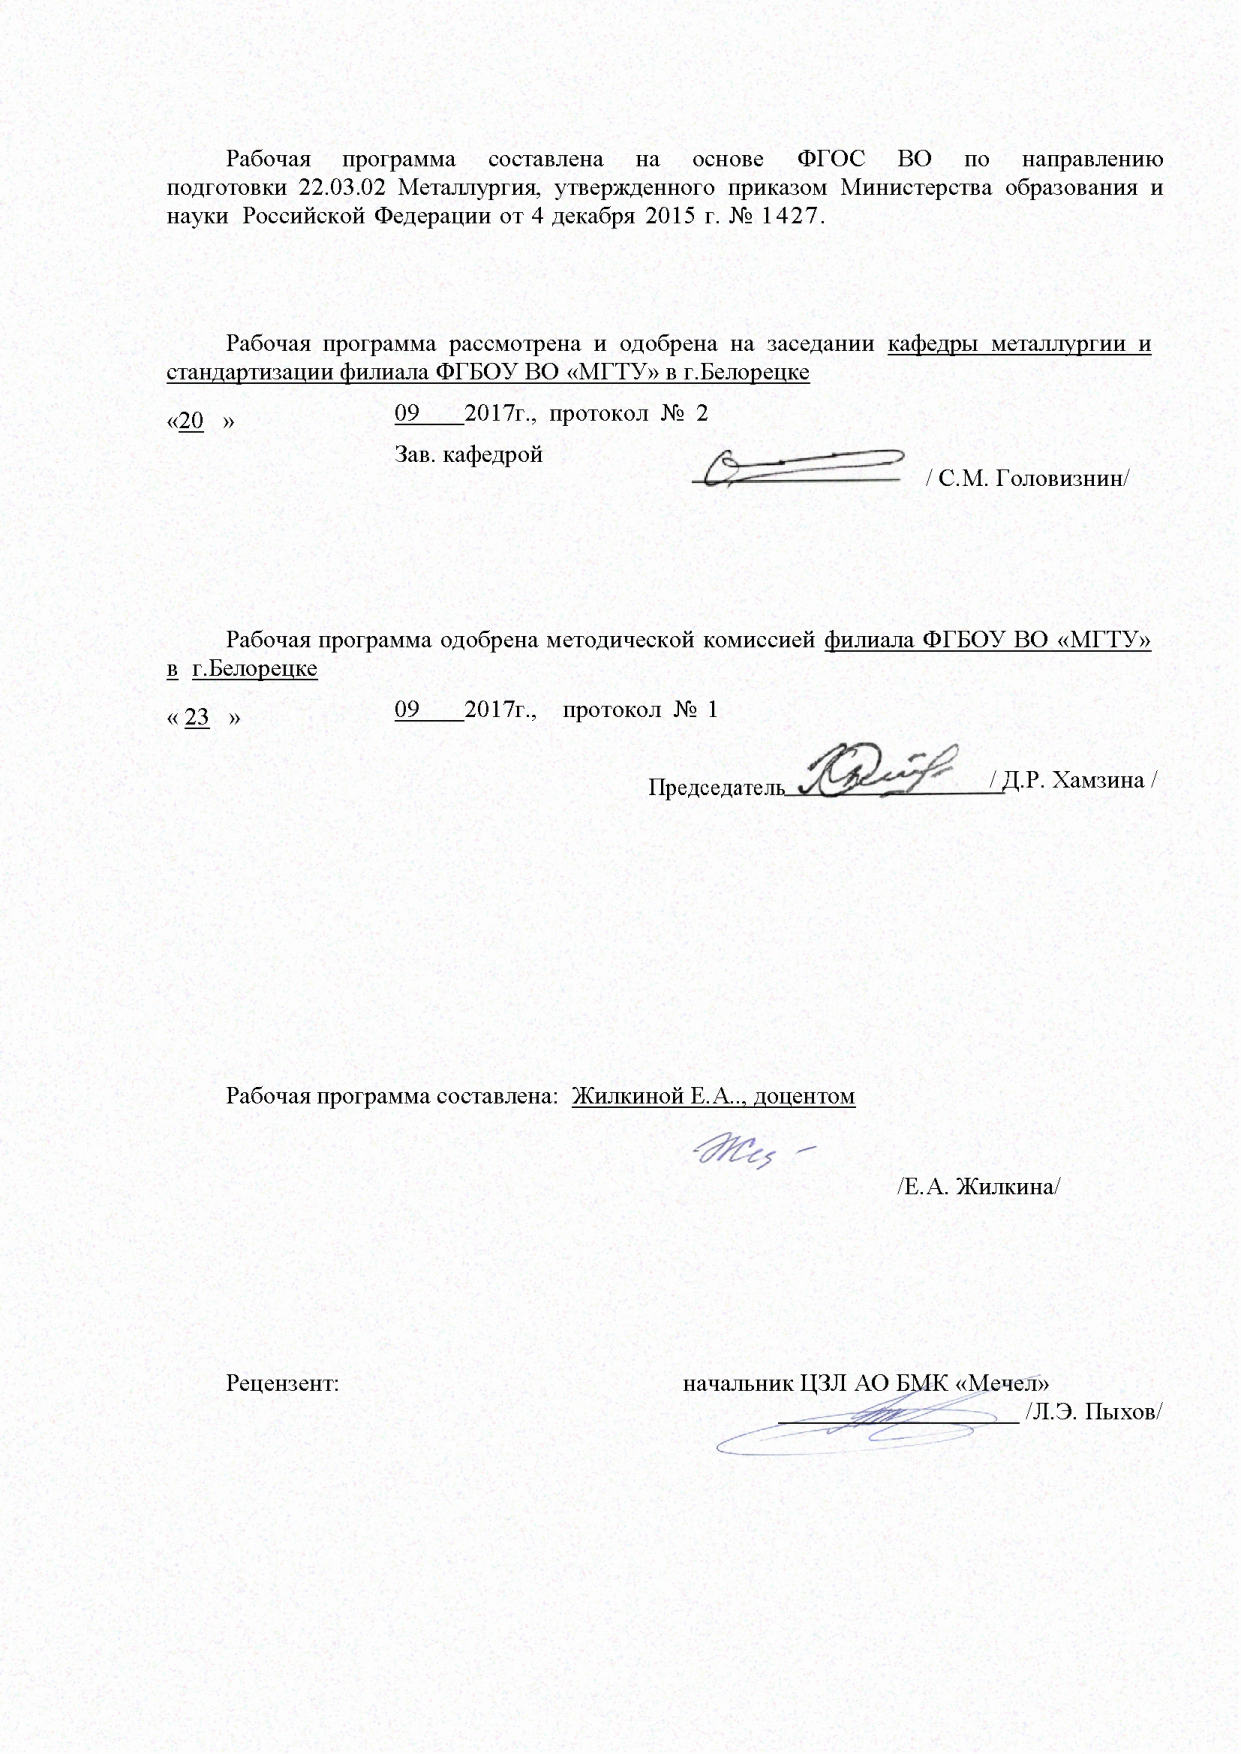 Рабочая программа составлена на основе ФГОС ВО по направлению
подготовки 22.03.02 Металлургия, утвержденного приказом Министерства образования и
науки Российской Федерации от 4 декабря 2015 г. № 1427.
Рабочая программа рассмотрена и одобрена на заседании кафедры металлургии и
стандартизации филиала ФГБОУ ВО «МГТУ» в г.Белорецке
«20 » 09 2017г., протокол № 2
Зав. кафедрой
/ С.М. Головизнин/
Рабочая программа одобрена методической комиссией филиала ФГБОУ ВО «МГТУ»
в г.Белорецке
« 23 » 09 2017г., протокол № 1
Председатель / Д.Р. Хамзина /
Рабочая программа составлена: Жилкиной Е.А.., доцентом
/Е.А. Жилкина/
Рецензент: начальник ЦЗЛ АО БМК «Мечел»
/Л.Э. Пыхов/